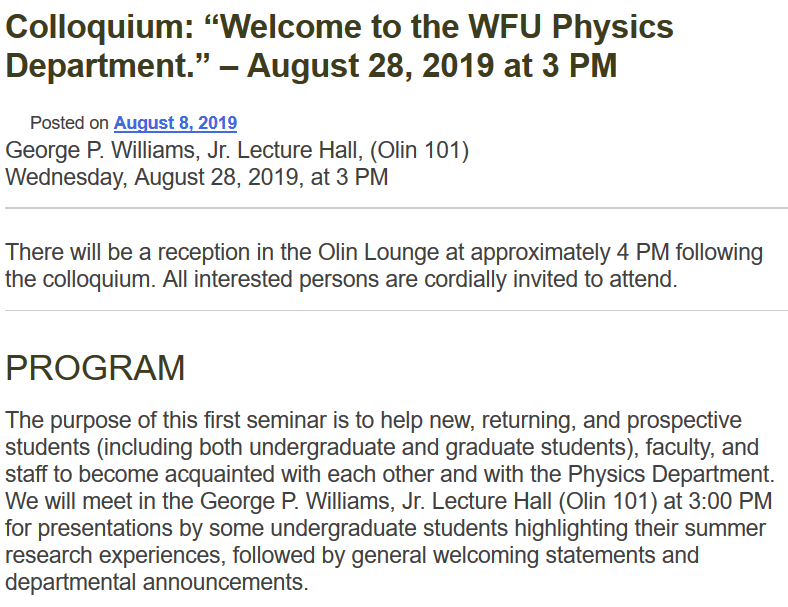 Colloquium: “Welcome to the WFU Physics
Department.” – August 28, 2019 at 3 PM
Posted on August 8, 2019
George P. Williams, Jr. Lecture Hall, (Olin 101)
Wednesday, August 28, 2019, at 3 PM
There will be a reception in the Olin Lounge at approximately 4 PM following
the colloquium. All interested persons are cordially invited to attend.
PROGRAM
The purpose of this first seminar is to help new, returning, and prospective
students (including both undergraduate and graduate students), faculty, and
staff to become acquainted with each other and with the Physics Department.
We will meet in the George P. Williams, Jr. Lecture Hall (Olin 101) at 3:00 PM
for presentations by some undergraduate students highlighting their summer
research experiences, followed by general welcoming statements and
departmental announcements.